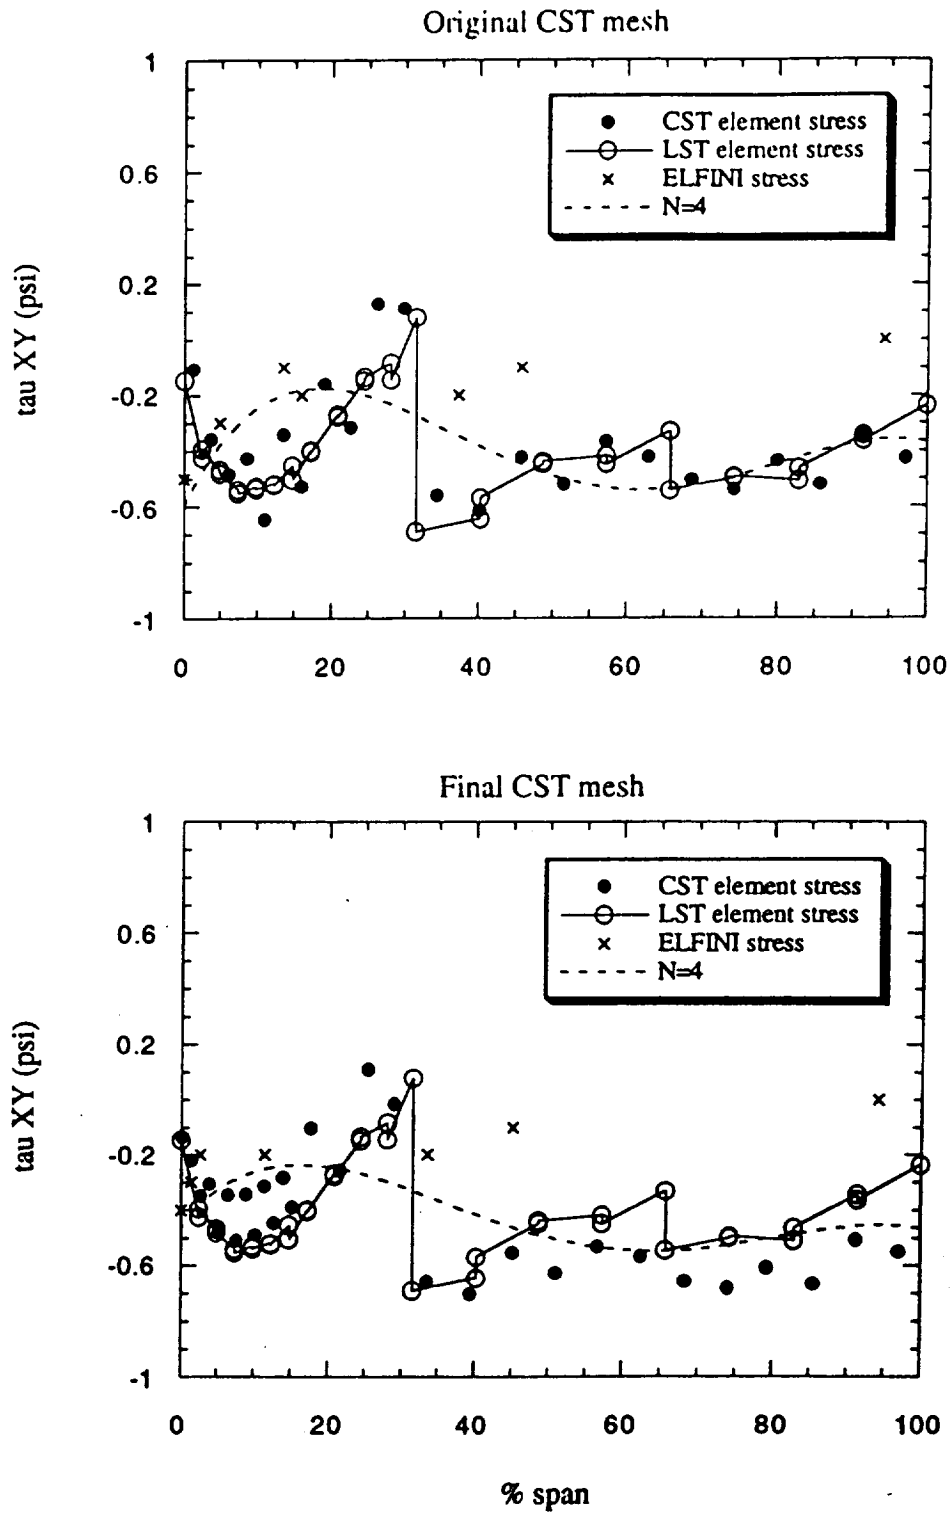 Original CST mesh
1
0.6
0.2
-0.2
-0.6
-1
tau XY (psi)
CST element stress
LST element stress
ELFINI stress
N=4
0 20 40 60 80 100
Final CST mesh
1
0.6
0.2
-0.2
-0.6
-1
tau XY (psi)
CST element stress
LST element stress
ELFINI stress
N=4
0 20 40 60 80 100
% span